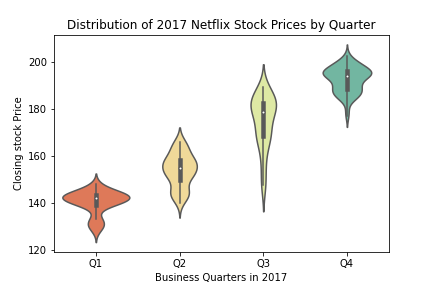 Distribution of 2017 Netflix Stock Prices by Quarter
Closing stock Price
200
180
160
140
120
Q1 Q2 Q3 Q4
Business Quarters in 2017